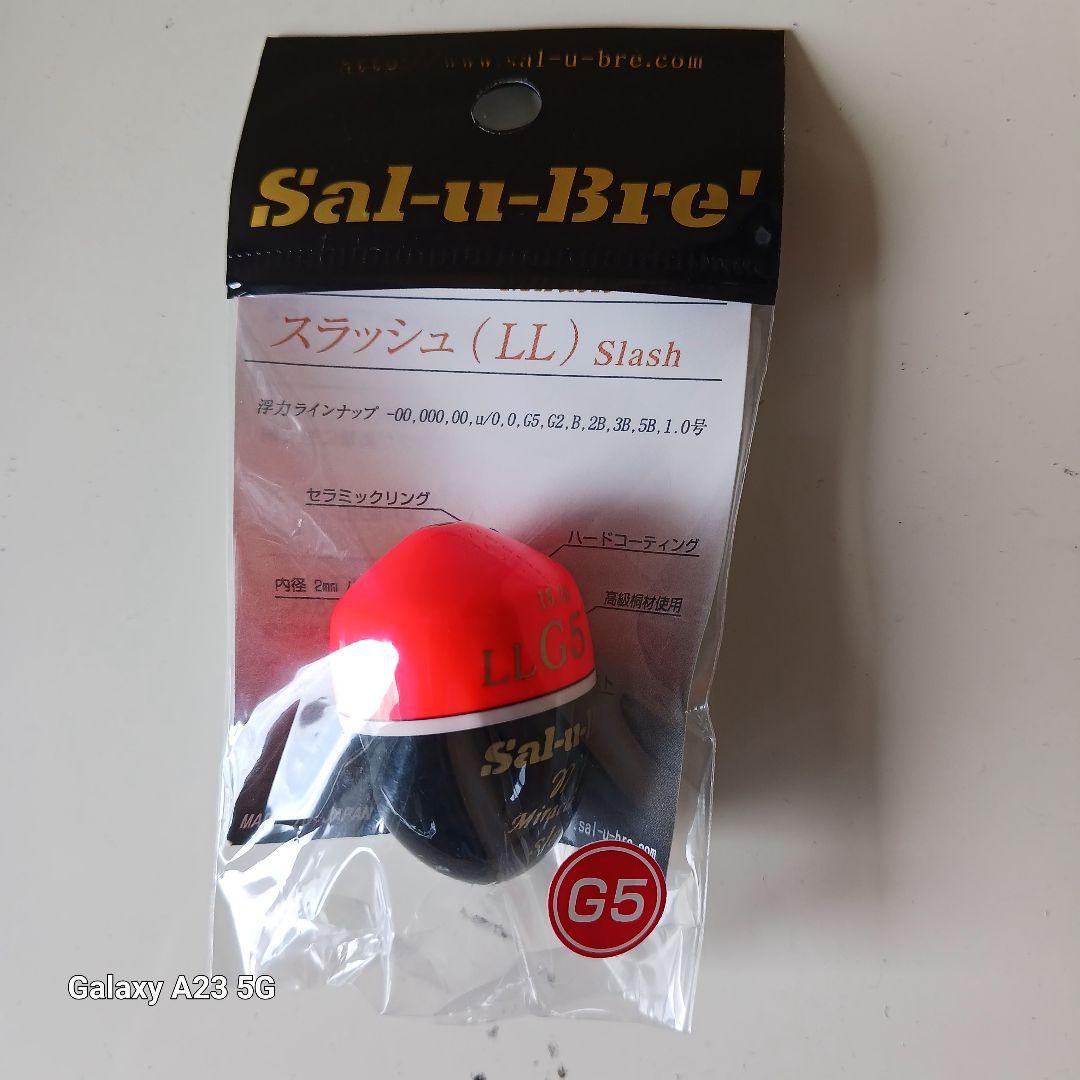 http://www.sal-u-bre.com
Sal-u-Bre'
スラッシュ (LL) Slash
浮力ラインナップ -00,000,00,u/0,0,G5,G2,B,2B,3B,5B,1.0号
セラミックリング
ハードコーティング
内径 2mm
高級桐材使用
LL G5
Sal-u-
.sal-u-bre.com
G5
Galaxy A23 5G